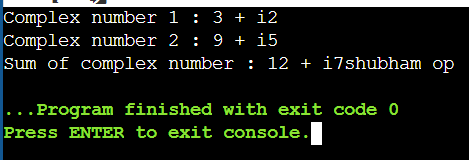 Complex number 1 : 3 + i2
Complex number 2 : 9 + i5
Sum of complex number : 12 + i7shubham op
...Program finished with exit code 0
Press ENTER to exit console.